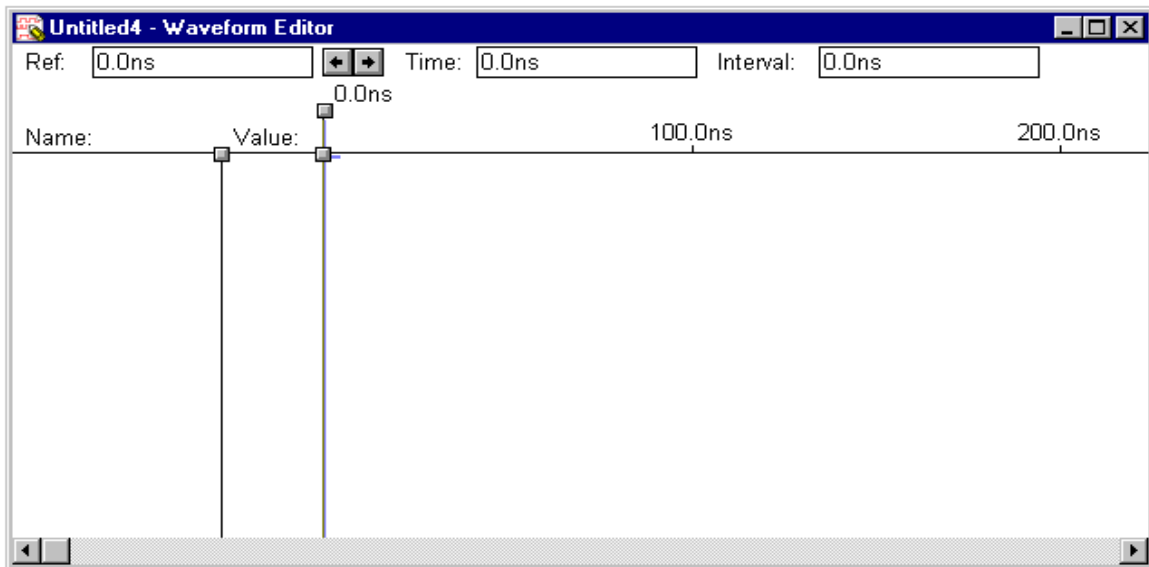 Untitled4 - Waveform Editor
Ref: 0.0ns Time: 0.0ns Interval: 0.0ns
0.0ns
Name: Value: 100.0ns 200.0ns